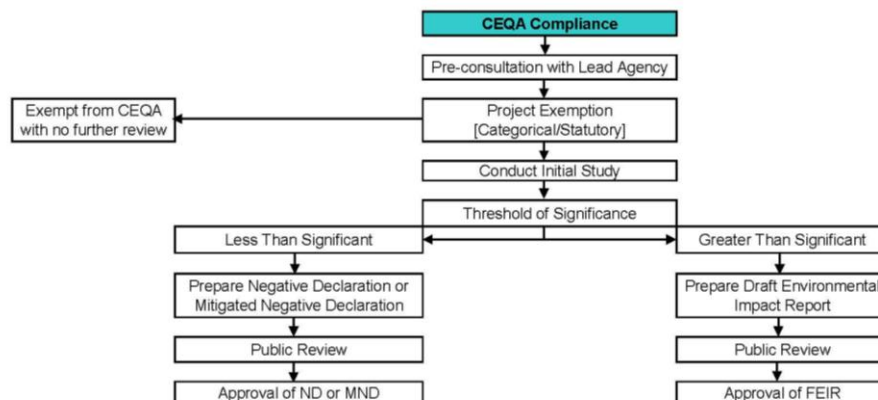 CEQA Compliance
Pre-consultation with Lead Agency
Exempt from CEQA
with no further review
Project Exemption
[Categorical/Statutory]
Conduct Initial Study
Threshold of Significance
Less Than Significant
Greater Than Significant
Prepare Negative Declaration or
Mitigated Negative Declaration
Prepare Draft Environmental
Impact Report
Public Review
Public Review
Approval of ND or MND
Approval of FEIR